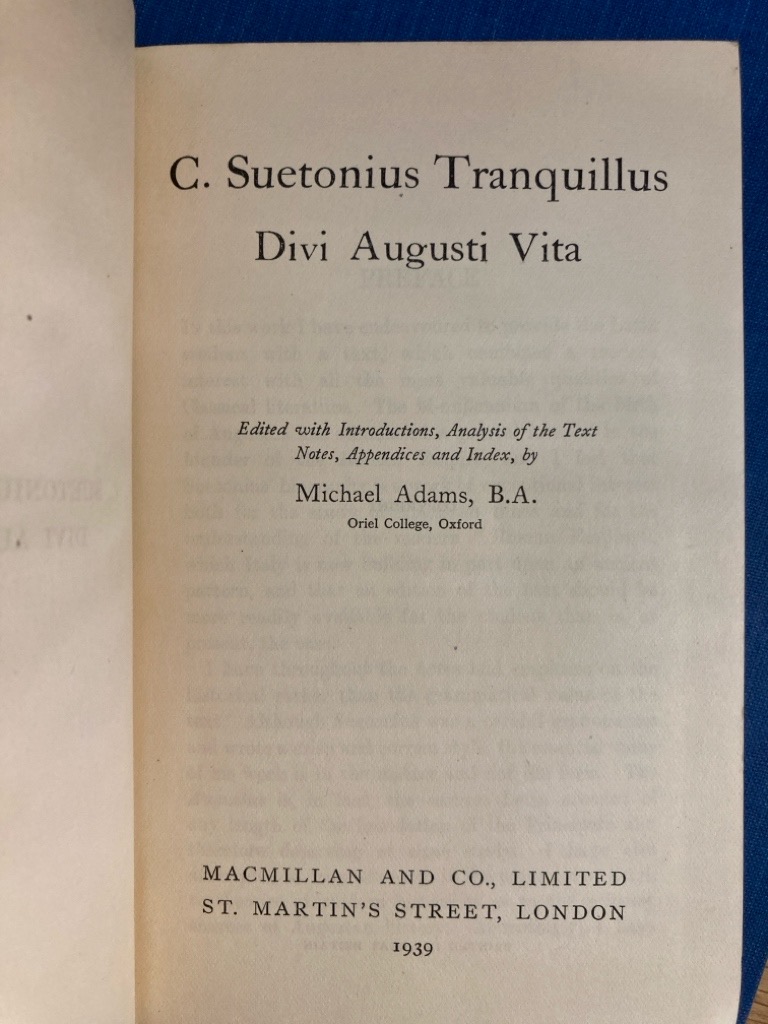 C. Suetonius Tranquillus
Divi Augusti Vita
Edited with Introductions, Analysis of the Text
Notes, Appendices and Index, by
Michael Adams, B.A.
Oriel College, Oxford
MACMILLAN AND CO., LIMITED
ST. MARTIN'S STREET, LONDON
1939